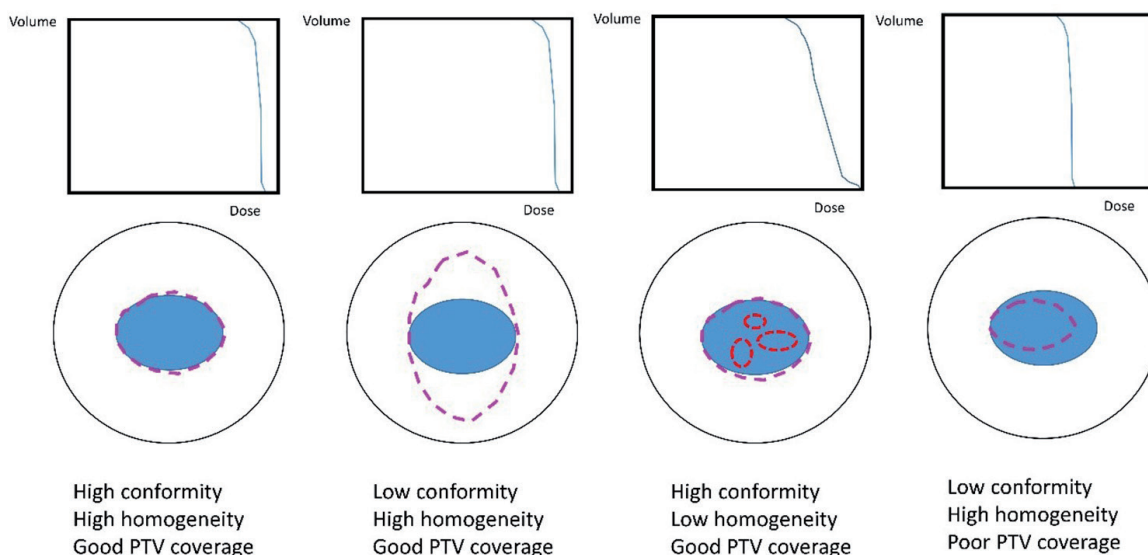 Volume
Volume
Volume
Volume
Dose
Dose
Dose
Dose
High conformity
High homogeneity
Good PTV coverage
Low conformity
High homogeneity
Good PTV coverage
High conformity
Low homogeneity
Good PTV coverage
Low conformity
High homogeneity
Poor PTV coverage